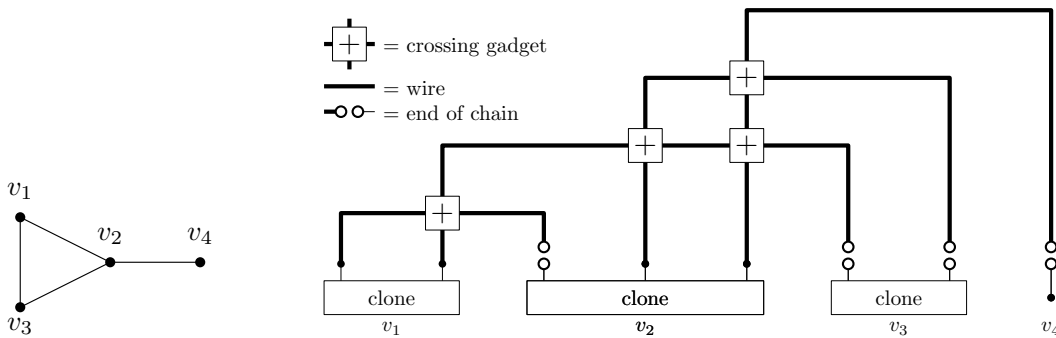 v1
v2
v4
v3
+ = crossing gadget
= wire
= end of chain
+
+
+
+
clone
clone
clone
v1
v2
v3
v4